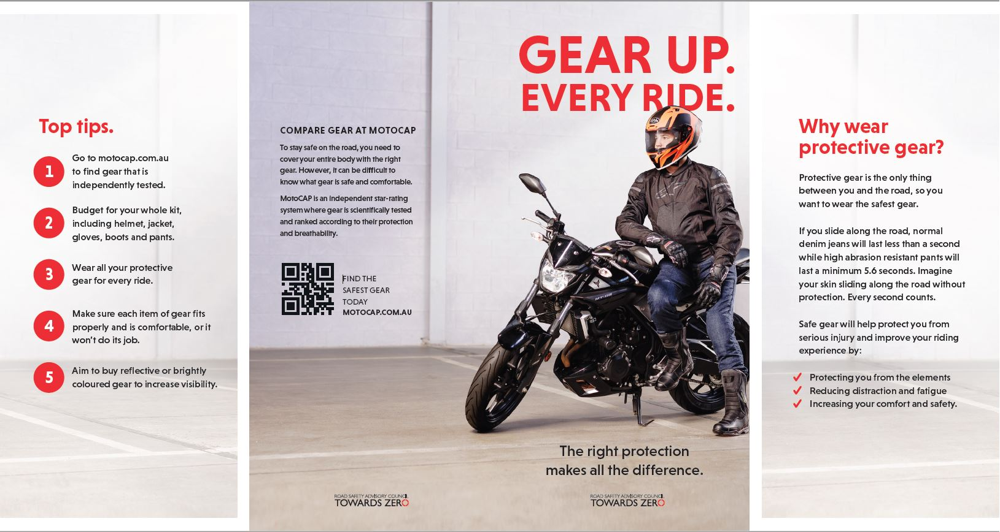 Top tips.
1
Go to motocap.com.au
to find gear that is
independently tested.
2
Budget for your whole kit,
including helmet, jacket,
gloves, boots and pants.
3
Wear all your protective
gear for every ride.
4
Make sure each item of gear fits
properly and is comfortable, or it
won't do its job.
5
Aim to buy reflective or brightly
coloured gear to increase visibility.
COMPARE GEAR AT MOTOCAP
To stay safe on the road, you need to
cover your entire body with the right
gear. However, it can be difficult to
know what gear is safe and comfortable.
MotoCAP is an independent star-rating
system where gear is scientifically tested
and ranked according to their protection
and breathability.
FIND THE
SAFEST GEAR
TODAY
MOTOCAP.COM.AU
ROAD SAFETY ADVISORY COUNCIL
TOWARDS ZERO
GEAR UP.
EVERY RIDE.
MT-03
The right protection
makes all the difference.
ROAD SAFETY ADVISORY COUNCIL
TOWARDS ZERO
Why wear
protective gear?
Protective gear is the only thing
between you and the road, so you
want to wear the safest gear.
If you slide along the road, normal
denim jeans will last less than a second
while high abrasion resistant pants will
last a minimum 5.6 seconds. Imagine
your skin sliding along the road without
protection. Every second counts.
Safe gear will help protect you from
serious injury and improve your riding
experience by:
Protecting you from the elements
Reducing distraction and fatigue
Increasing your comfort and safety.